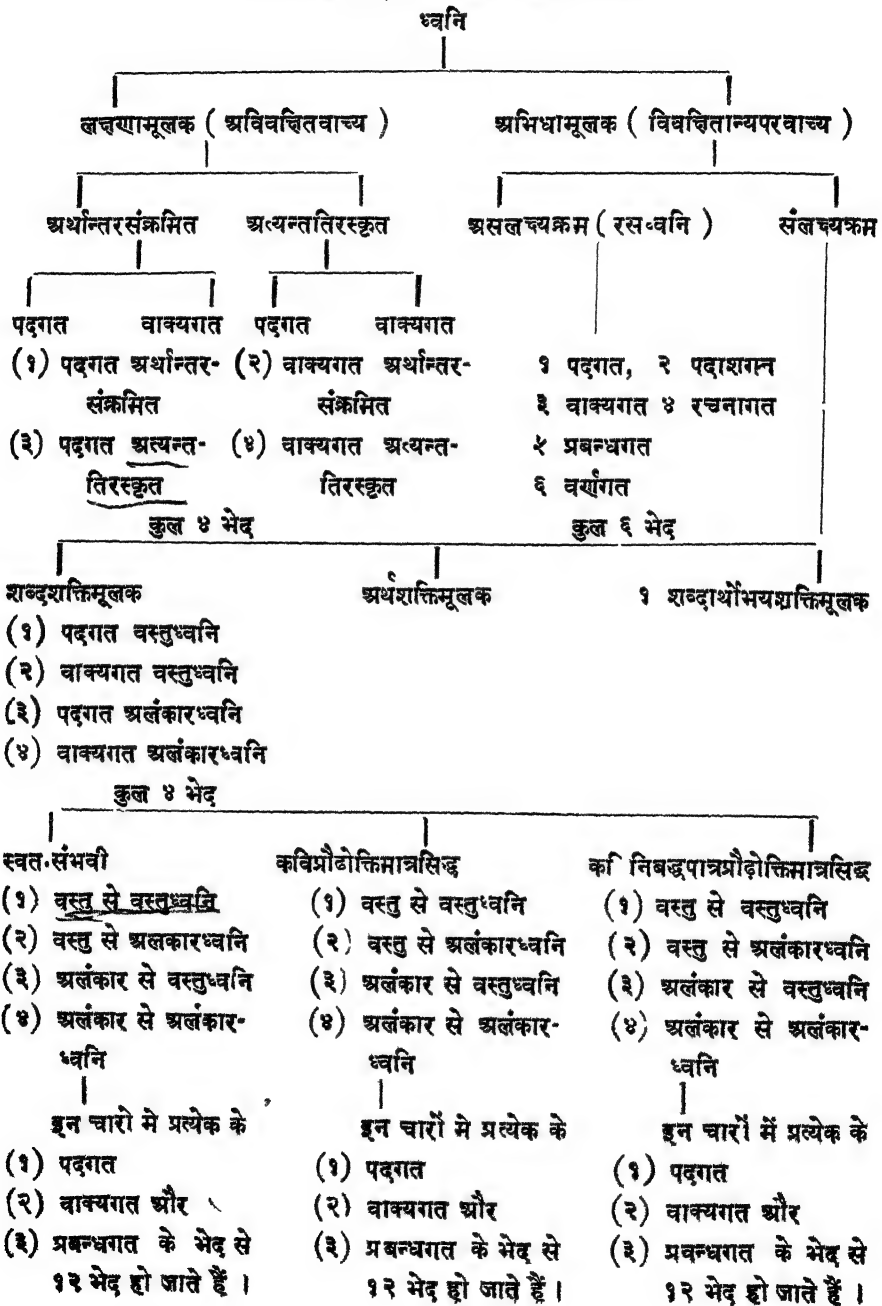 ध्वनि
लक्षणामूलक ( अविवक्षितवाच्य ) अभिधामूलक ( विवक्षितान्यपरवाच्य )
अर्थान्तरसंक्रमित अत्यन्ततिरस्कृत असलक्ष्यक्रम ( रसध्वनि ) संलक्ष्यक्रम
पदगत वाक्यगत पदगत वाक्यगत
(१) पदगत अर्थान्तर- (२) वाक्यगत अर्थान्तर- १ पदगत, २ पदाशगत
संक्रमित संक्रमित ३ वाक्यगत ४ रचनागत
(३) पदगत अत्यन्त- (४) वाक्यगत अत्यन्त- ५ प्रबन्धगत
तिरस्कृत तिरस्कृत ६ वर्णगत
कुल ४ भेद कुल ६ भेद
शब्दशक्तिमूलक अर्थशक्तिमूलक १ शब्दार्थोभयशक्तिमूलक
(१) पदगत वस्तुध्वनि
(२) वाक्यगत वस्तुध्वनि
(३) पदगत अलंकारध्वनि
(४) वाक्यगत अलंकारध्वनि
कुल ४ भेद
स्वत.संभवी कविप्रौढोक्तिमात्रसिद्ध क‍ि निबद्धपात्रप्रौढ़ोक्तिमात्रसिद्ध
(१) वस्तु से वस्तुध्वनि (१) वस्तु से वस्तुध्वनि (१) वस्तु से वस्तुध्वनि
(२) वस्तु से अलकारध्वनि (२) वस्तु से अलंकारध्वनि (२) वस्तु से अलंकारध्वनि
(३) अलंकार से वस्तुध्वनि (३) अलंकार से वस्तुध्वनि (३) अलंकार से वस्तुध्वनि
(४) अलंकार से अलंकार- (४) अलंकार से अलंकार- (४) अलंकार से अलंकार-
ध्वनि ध्वनि ध्वनि
इन चारो मे प्रत्येक के इन चारों मे प्रत्येक के इन चारों में प्रत्येक के
(१) पदगत (१) पदगत (१) पदगत
(२) वाक्यगत और (२) वाक्यगत और (२) वाक्यगत और
(३) प्रबन्धगत के भेद से (३) प्रबन्धगत के भेद से (३) प्रबन्धगत के भेद से
१२ भेद हो जाते हैं । १२ भेद हो जाते हैं । १२ भेद हो जाते हैं ।